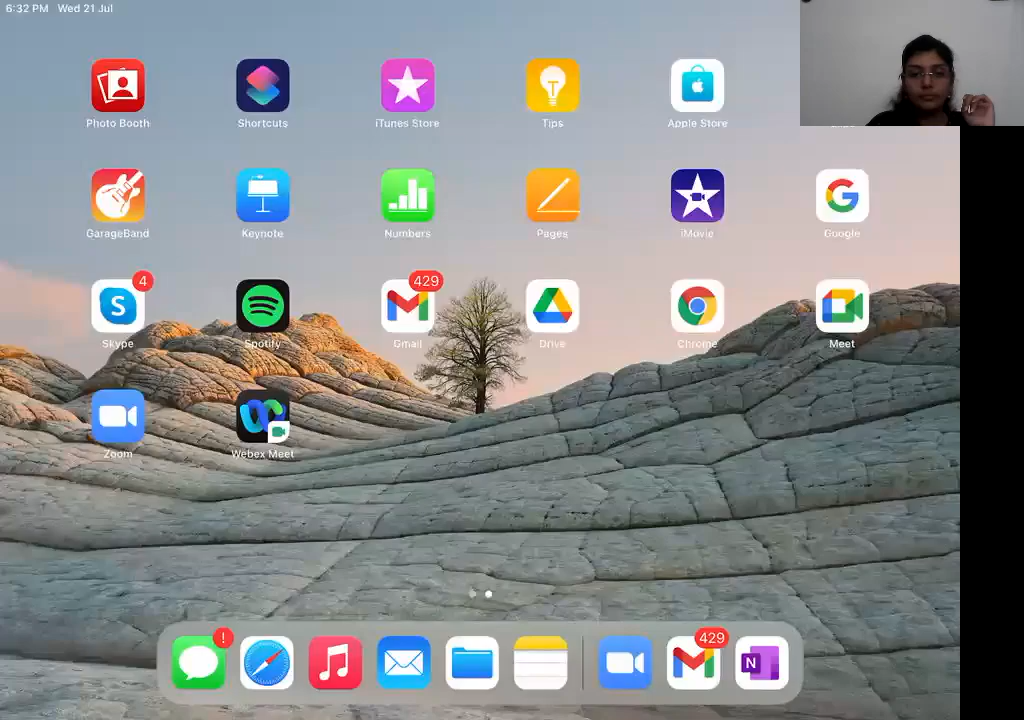 6:32 PM Wed 21 Jul
Photo Booth
Shortcuts
iTunes Store
Tips
Apple Store
GarageBand
Keynote
Numbers
Pages
iMovie
Google
4
429
Skype
Spotify
Gmail
Drive
Chrome
Meet
Zoom
Webex Meet
!
429
N